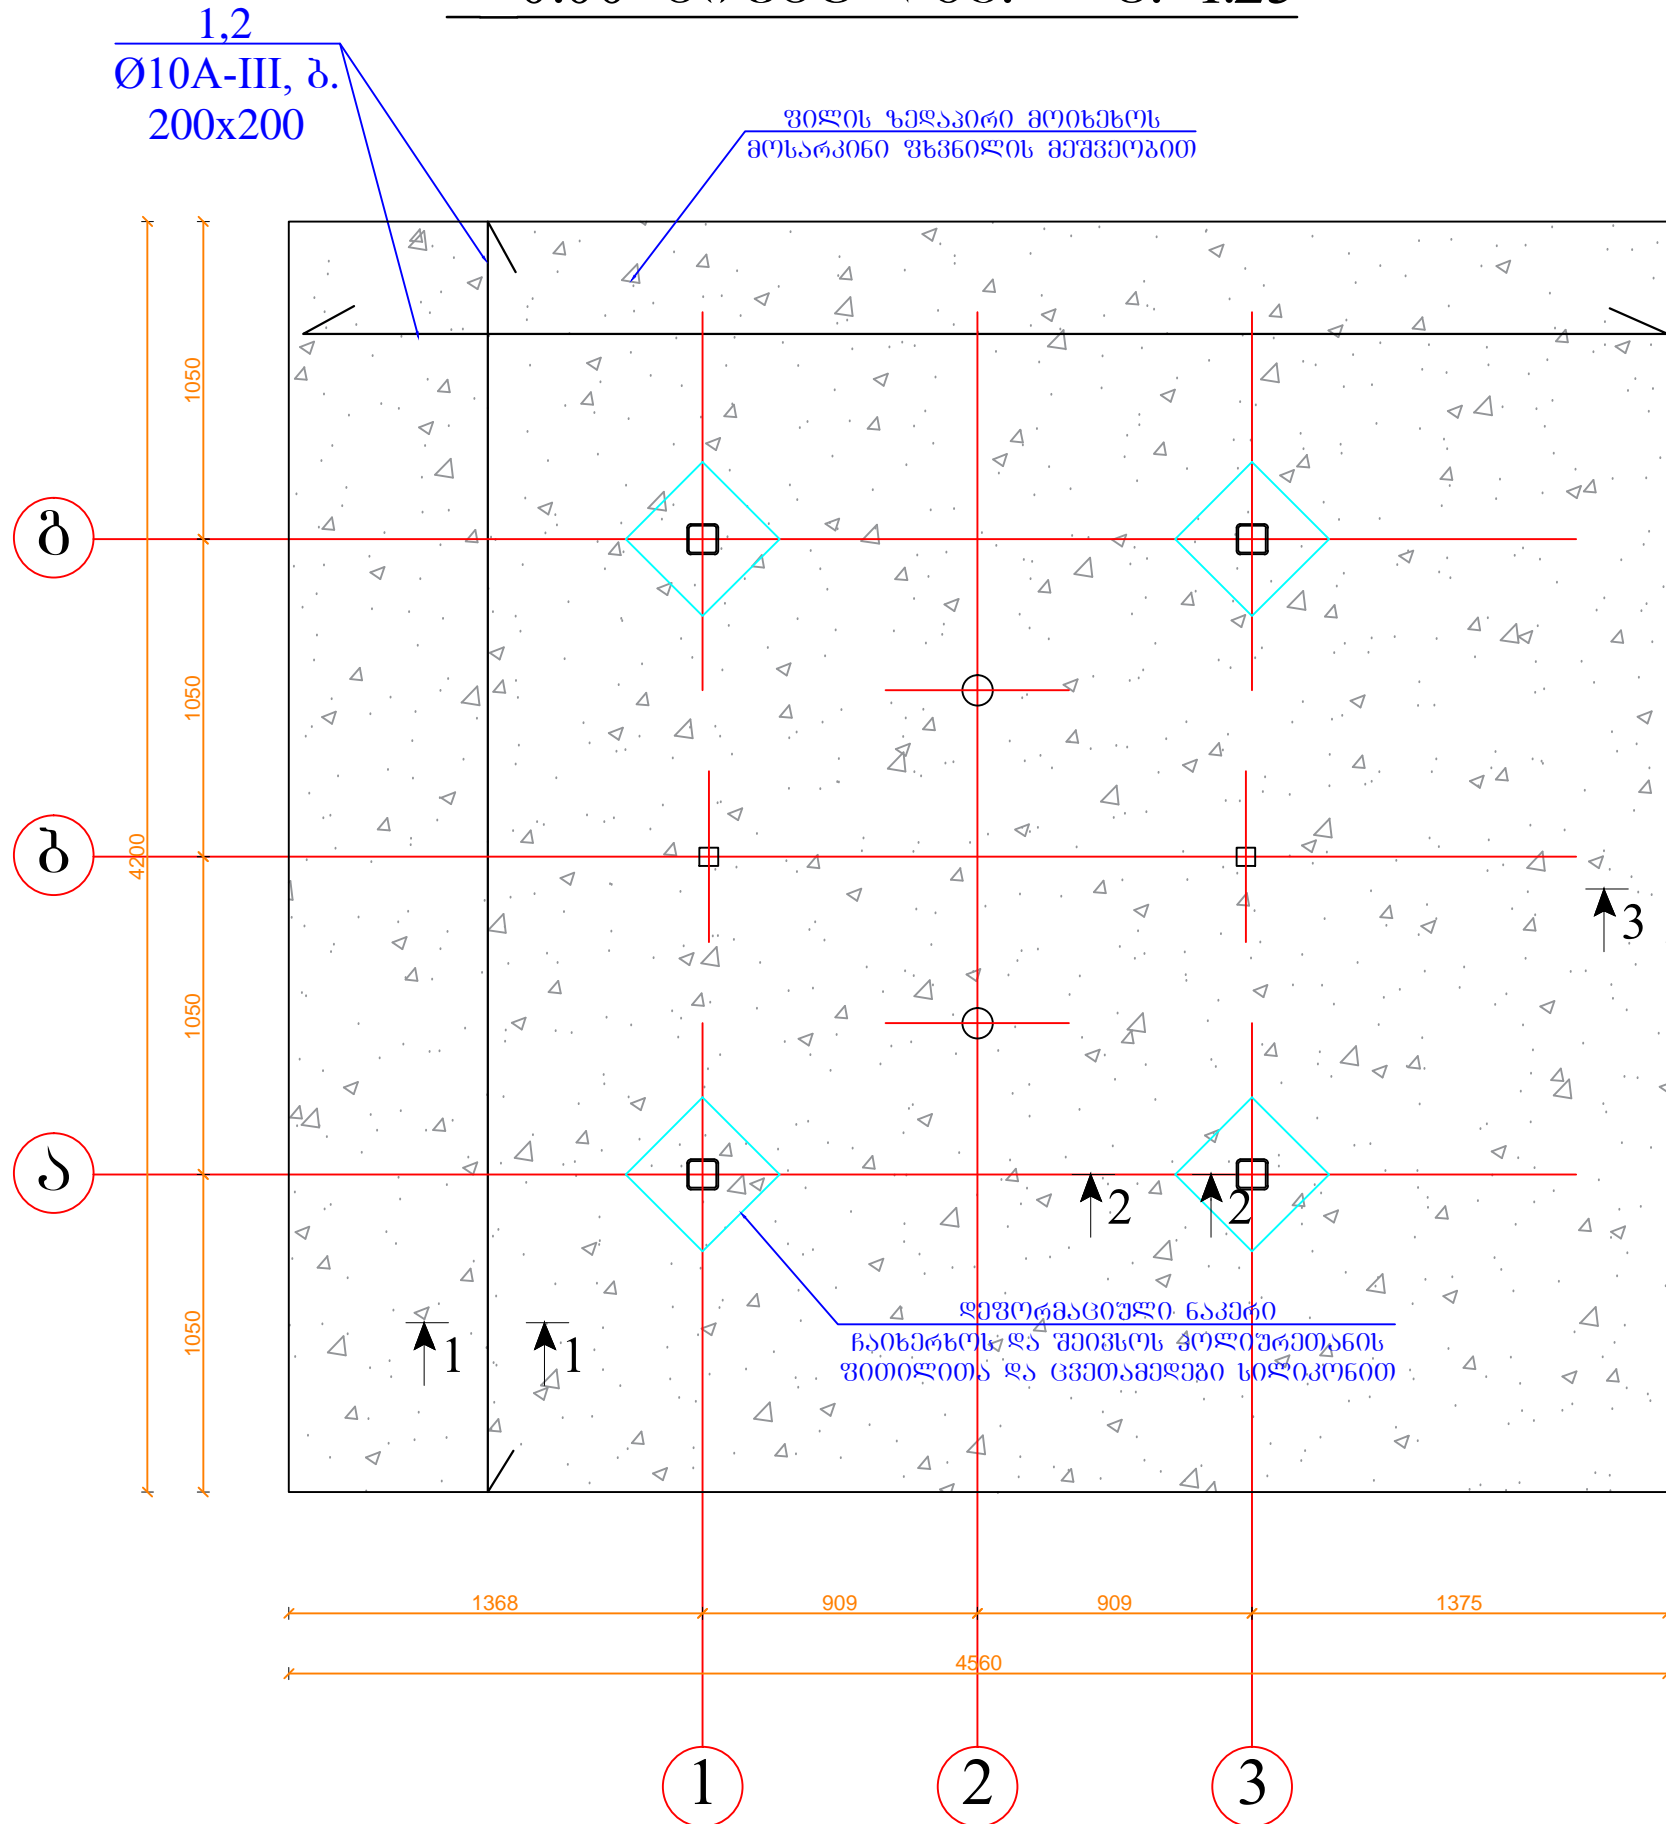 1,2
Ø10A-III, ბ.
200x200
ფილის ზედაპირი მოიხეხოს
მოსარკინი ფხვნილის მეშვეობით
1050
1050
1050
1050
4200
გ
ბ
ა
3
2
2
1
1
დეფორმაციული ნაკერი
ჩაიხერხოს და შეივსოს პოლიურეთანის
ფითილითა და ცვეთამედეგი სილიკონით
1368
909
909
1375
4560
1
2
3